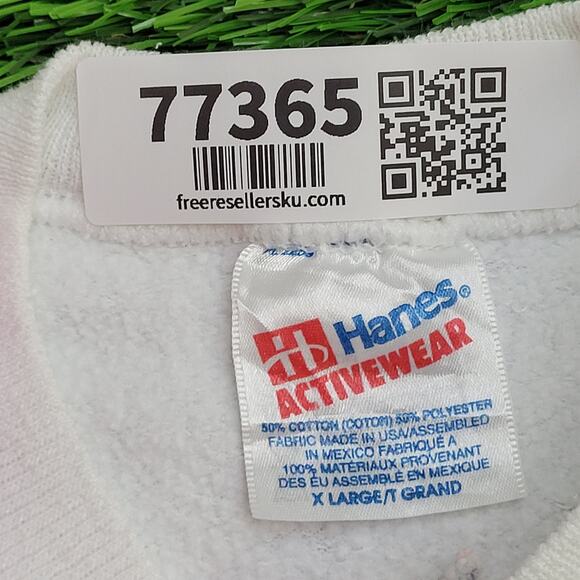 77365
freeresellersku.com
Hanes®
ACTIVEWEAR
50% COTTON (COTON) 50% POLYESTER
FABRIC MADE IN USA/ASSEMBLED
IN MEXICO FABRIQUÉ A
100% MATÉRIAUX PROVENANT
DES ÉU ASSEMBLÉ EN MEXIQUE
X LARGE/T GRAND